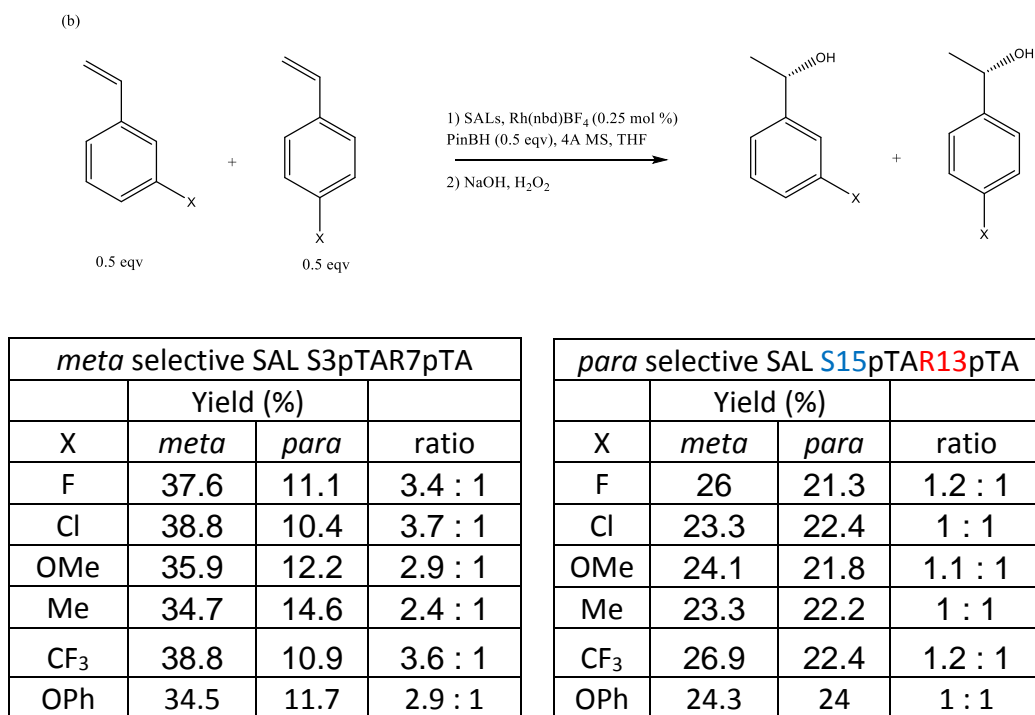 (b)
OH
OH
1) SALs, Rh(nbd)BF₄ (0.25 mol %)
PinBH (0.5 eqv), 4A MS, THF
+
+
2) NaOH, H₂O₂
X
X
X
X
0.5 eqv
0.5 eqv
meta selective SAL S3pTAR7pTA
Yield (%)
X meta para ratio
F 37.6 11.1 3.4 : 1
Cl 38.8 10.4 3.7 : 1
OMe 35.9 12.2 2.9 : 1
Me 34.7 14.6 2.4 : 1
CF₃ 38.8 10.9 3.6 : 1
OPh 34.5 11.7 2.9 : 1
para selective SAL S15pTAR13pTA
Yield (%)
X meta para ratio
F 26 21.3 1.2 : 1
Cl 23.3 22.4 1 : 1
OMe 24.1 21.8 1.1 : 1
Me 23.3 22.2 1 : 1
CF₃ 26.9 22.4 1.2 : 1
OPh 24.3 24 1 : 1